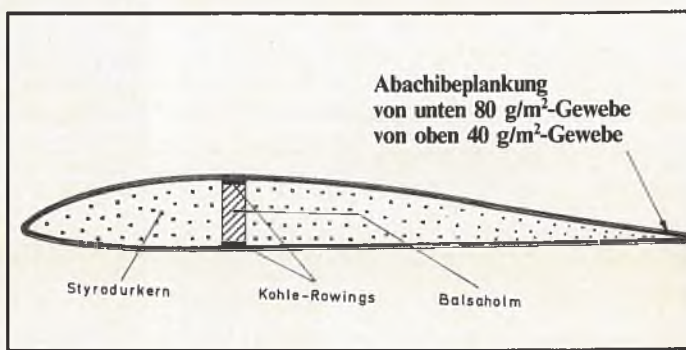 Abachibeplankung
von unten 80 g/m²-Gewebe
von oben 40 g/m²-Gewebe
Styrodurkern
Kohle-Rowings
Balsaholm